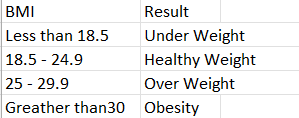 BMI Result
Less than 18.5 Under Weight
18.5 - 24.9 Healthy Weight
25 - 29.9 Over Weight
Greather than30 Obesity